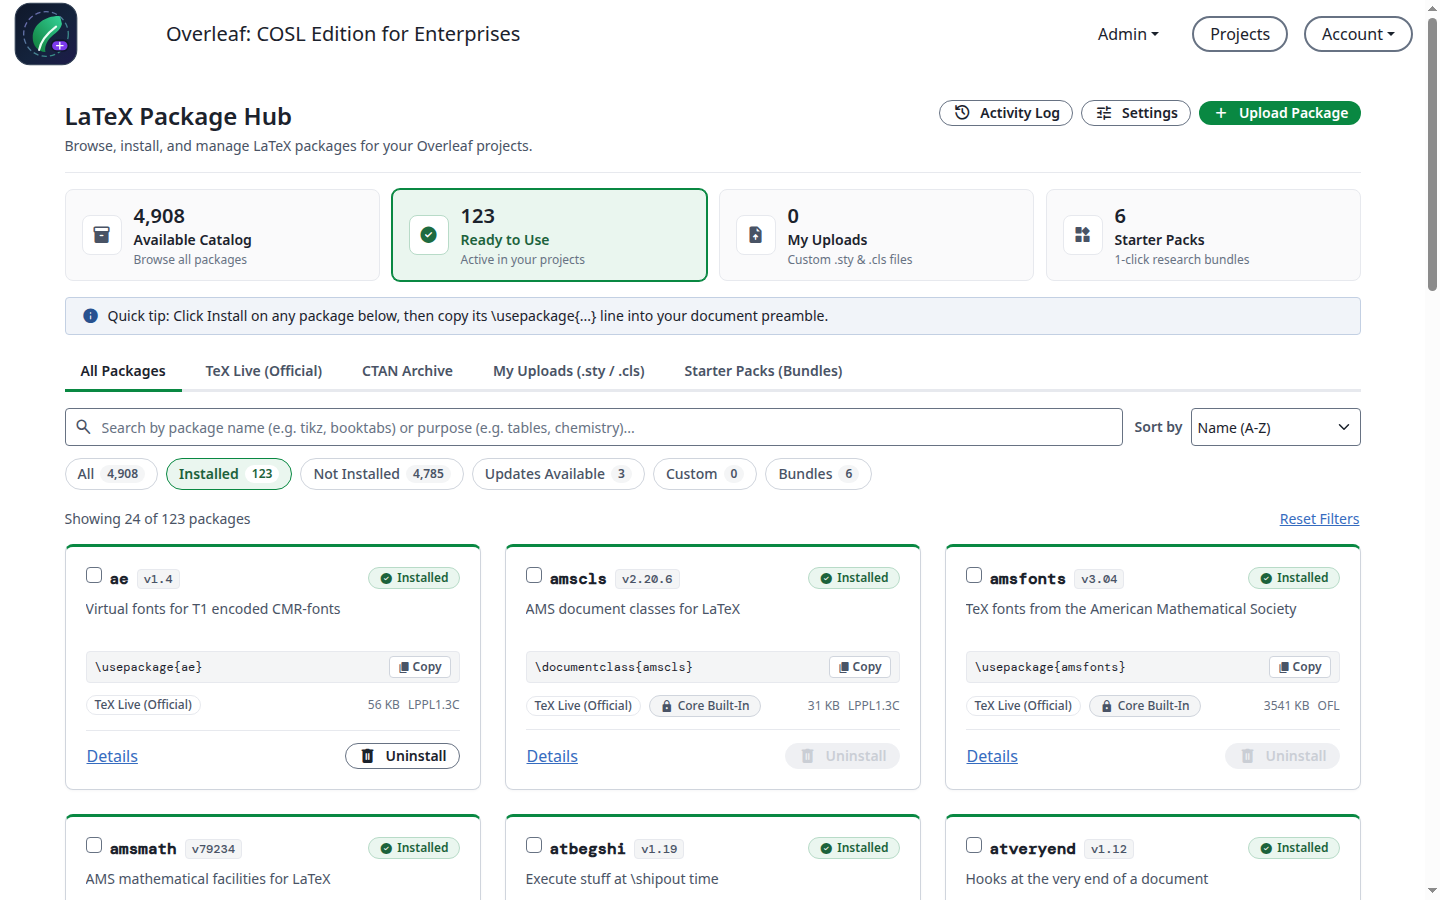 Overleaf: COSL Edition for Enterprises
Admin
Projects
Account
LaTeX Package Hub
Browse, install, and manage LaTeX packages for your Overleaf projects.
Activity Log
Settings
Upload Package
4,908
Available Catalog
Browse all packages
123
Ready to Use
Active in your projects
0
My Uploads
Custom .sty & .cls files
6
Starter Packs
1-click research bundles
Quick tip: Click Install on any package below, then copy its \usepackage{...} line into your document preamble.
All Packages
TeX Live (Official)
CTAN Archive
My Uploads (.sty / .cls)
Starter Packs (Bundles)
Search by package name (e.g. tikz, booktabs) or purpose (e.g. tables, chemistry)...
Sort by
Name (A-Z)
All 4,908
Installed 123
Not Installed 4,785
Updates Available 3
Custom 0
Bundles 6
Showing 24 of 123 packages
Reset Filters
ae v1.4 Installed
Virtual fonts for T1 encoded CMR-fonts
\usepackage{ae} Copy
TeX Live (Official) 56 KB LPPL1.3C
Details Uninstall
amscls v2.20.6 Installed
AMS document classes for LaTeX
\documentclass{amscls} Copy
TeX Live (Official) Core Built-In 31 KB LPPL1.3C
Details Uninstall
amsfonts v3.04 Installed
TeX fonts from the American Mathematical Society
\usepackage{amsfonts} Copy
TeX Live (Official) Core Built-In 3541 KB OFL
Details Uninstall
amsmath v79234 Installed
AMS mathematical facilities for LaTeX
atbegshi v1.19 Installed
Execute stuff at \shipout time
atveryend v1.12 Installed
Hooks at the very end of a document